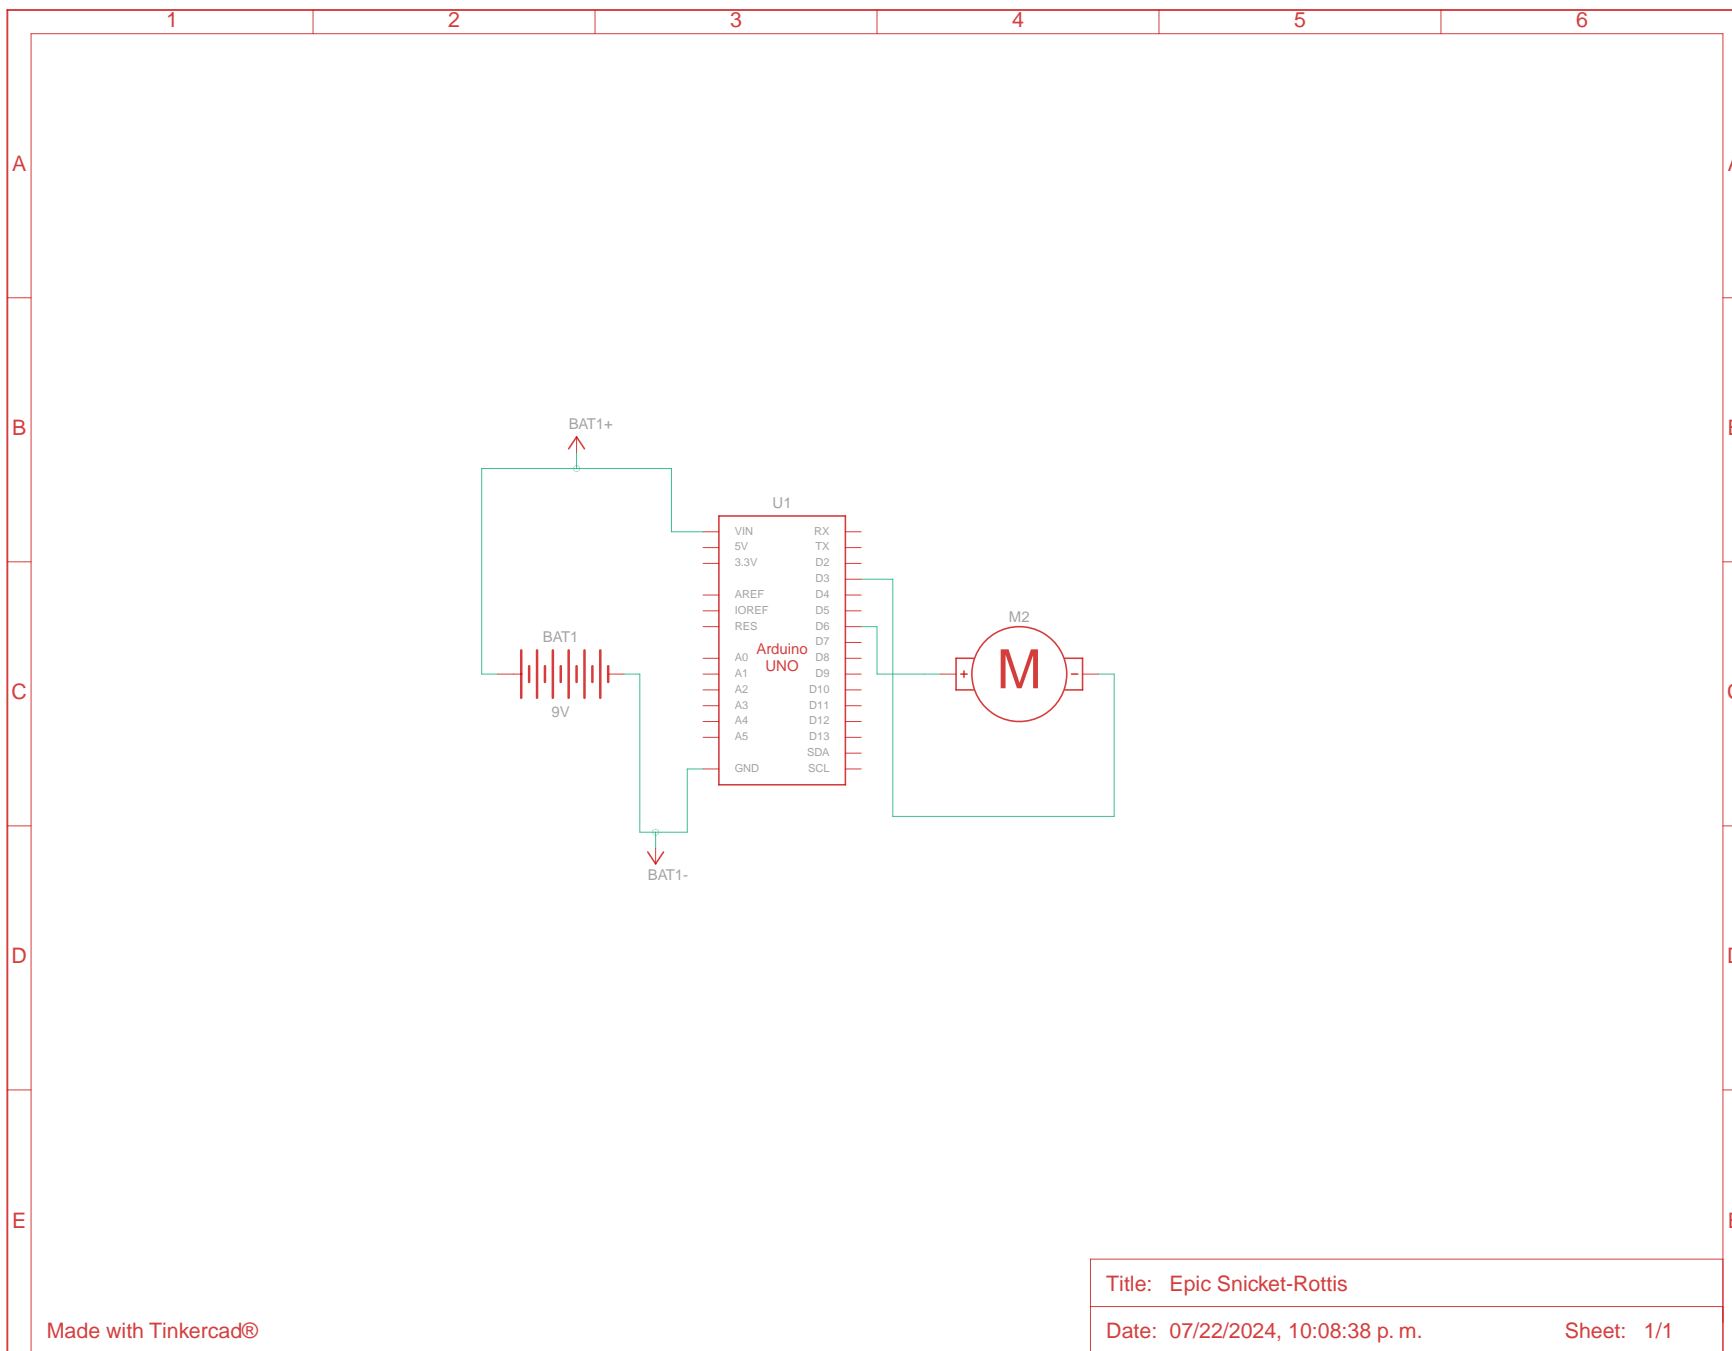 1 2 3 4 5 6
A
B
C
D
E
BAT1+
U1
VIN RX
5V TX
3.3V D2
D3
AREF D4
IOREF D5
RES D6
D7
Arduino
UNO
A0 D8
A1 D9
A2 D10
A3 D11
A4 D12
A5 D13
SDA
GND SCL
BAT1
9V
BAT1-
M2
+ M -
Title: Epic Snicket-Rottis
Made with Tinkercad®
Date: 07/22/2024, 10:08:38 p. m. Sheet: 1/1